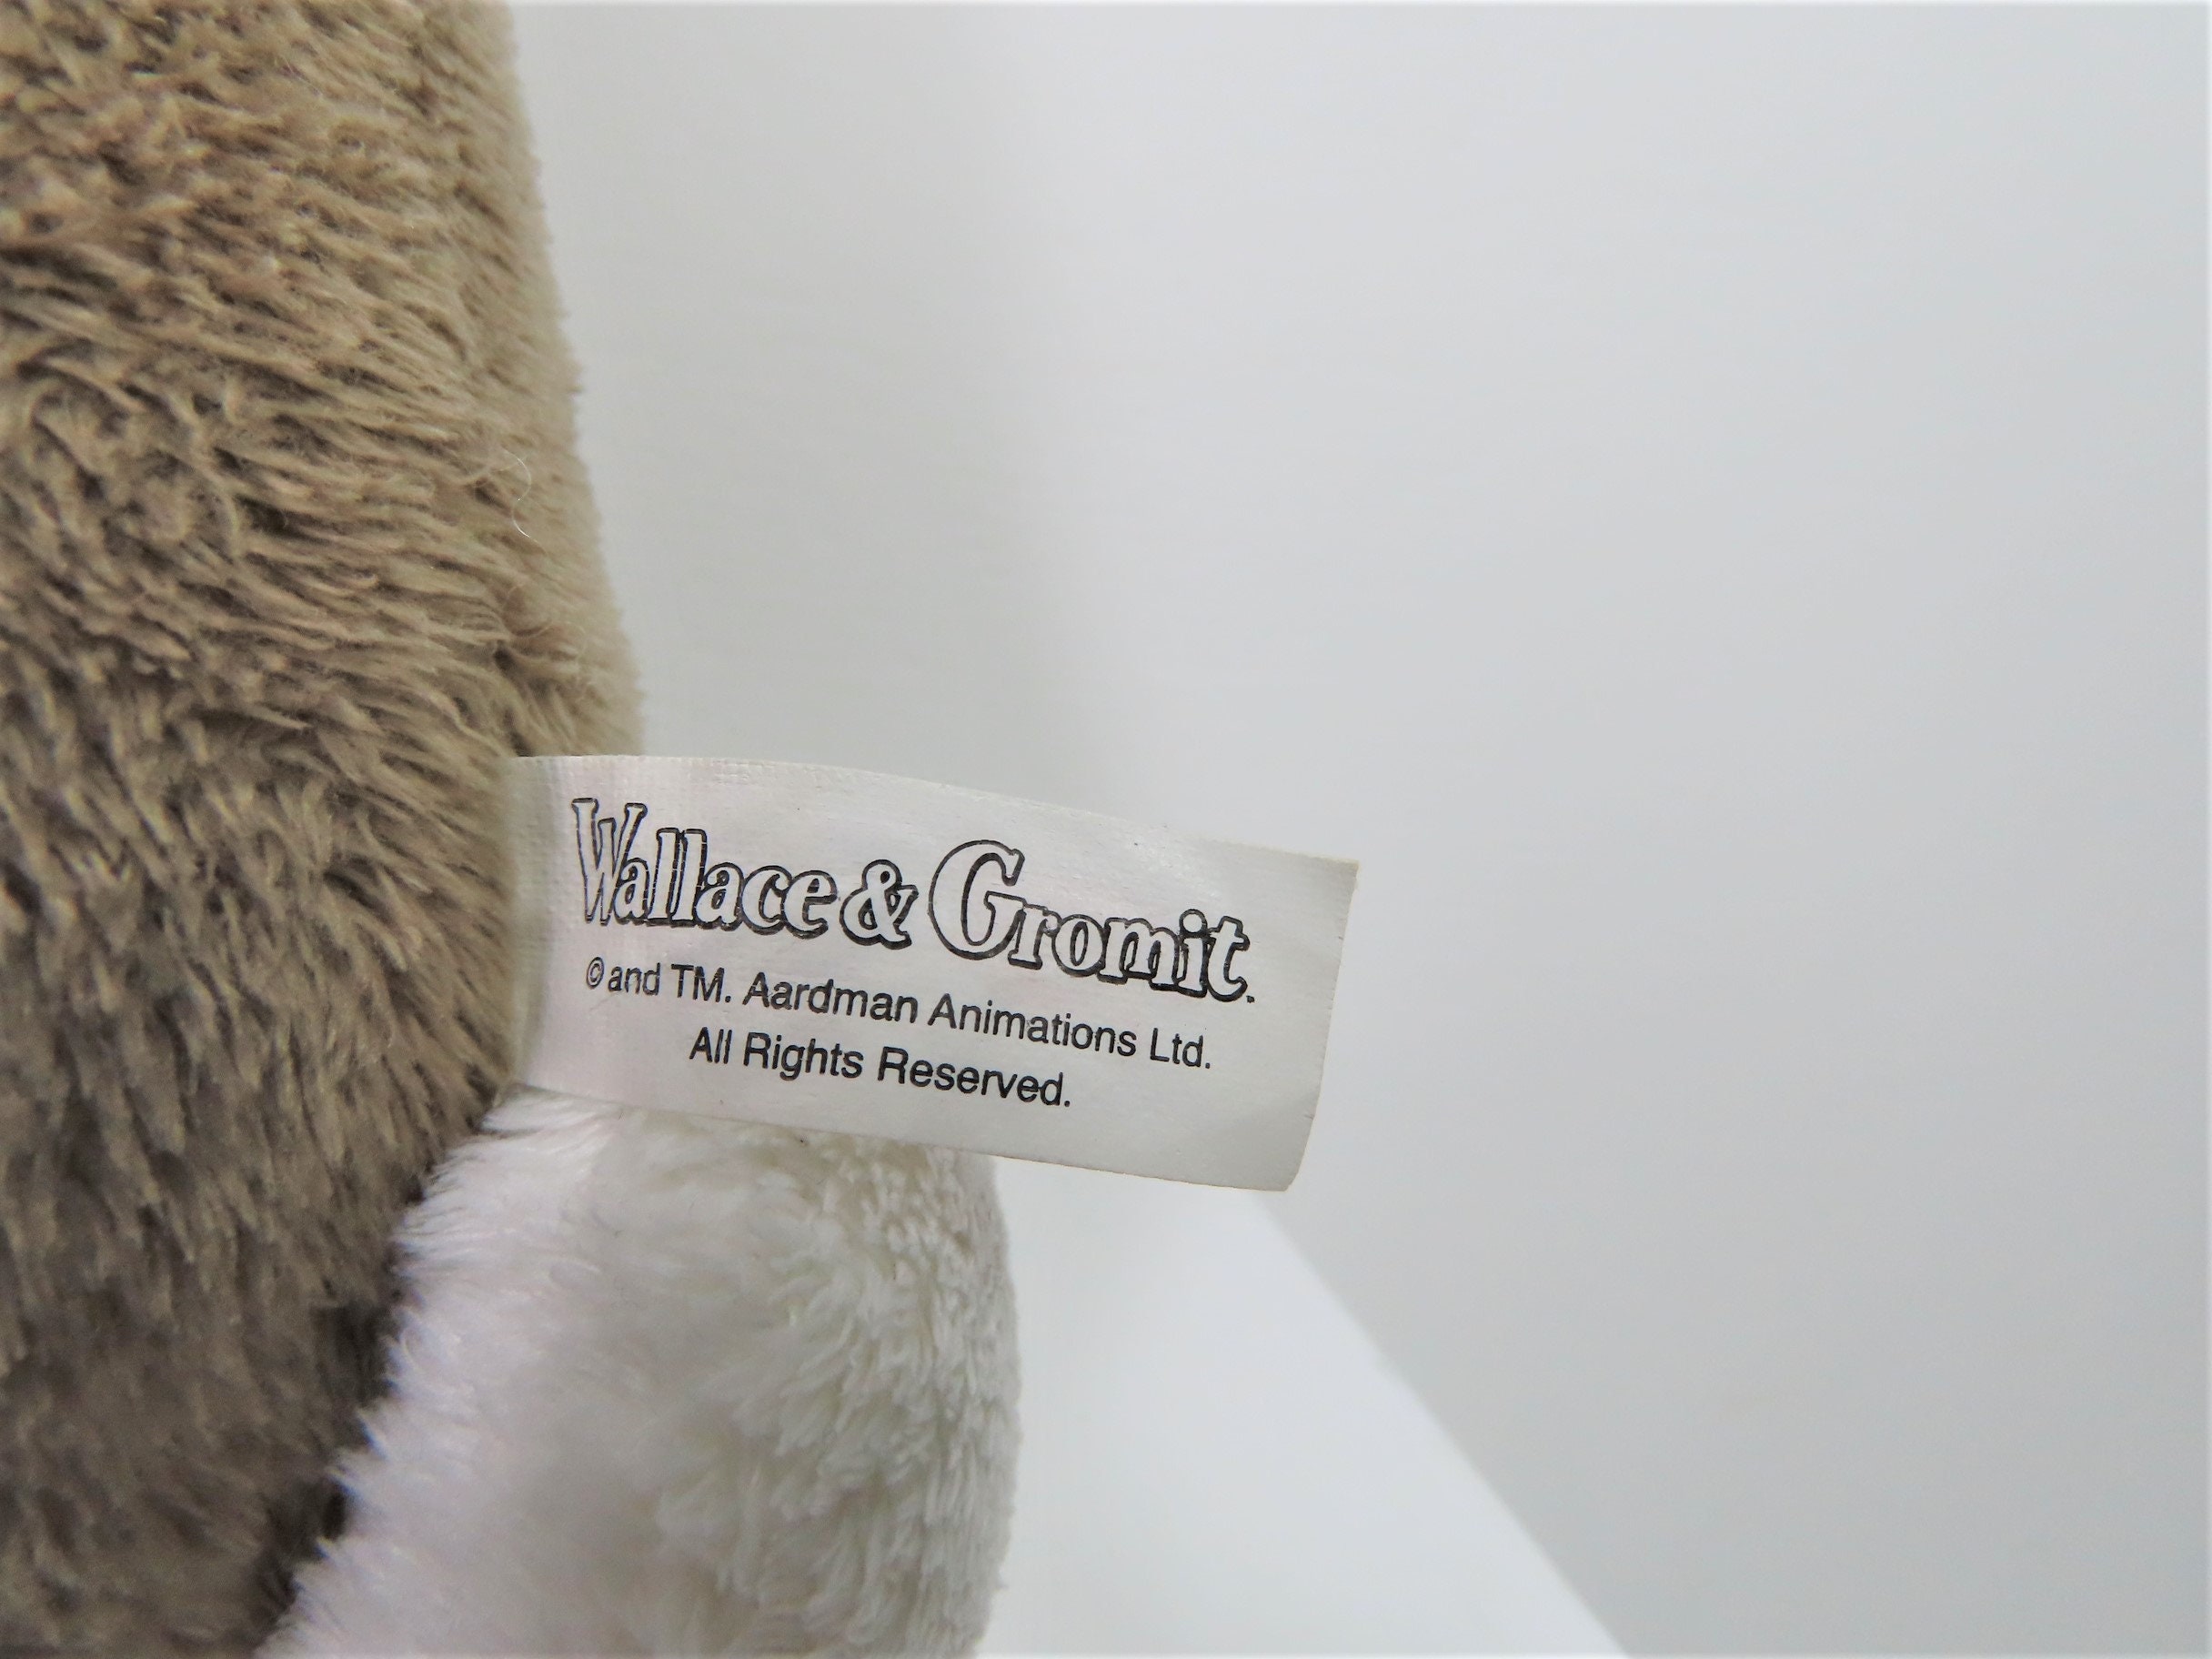 Wallace & Gromit.
© and TM. Aardman Animations Ltd.
All Rights Reserved.